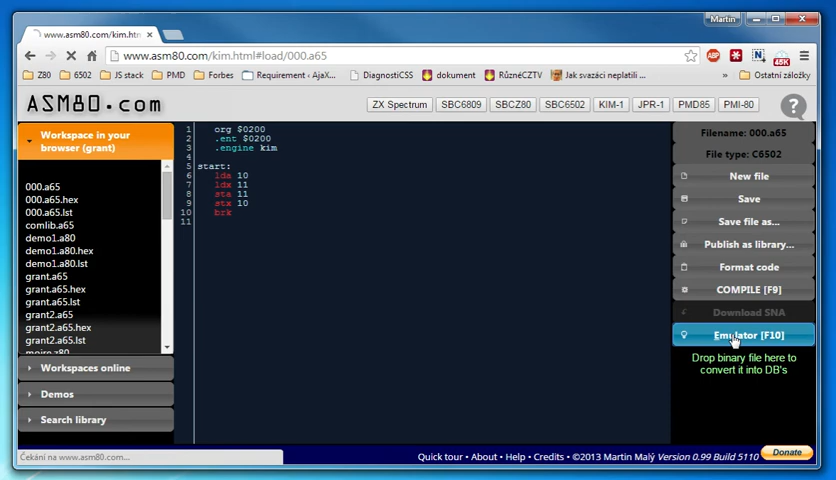 Martin
www.asm80.com/kim.htm
www.asm80.com/kim.html#load/000.a65
ABP
N
45K
Z80
6502
JS stack
PMD
Forbes
Requirement ‹ AjaX...
DiagnostiCSS
dokument
RůznéCZTV
Jak svazáci neplatili ...
»
Ostatní záložky
ASM80.com
ZX Spectrum
SBC6809
SBCZ80
SBC6502
KIM-1
JPR-1
PMD85
PMI-80
?
Workspace in your
browser (grant)
000.a65
000.a65.hex
000.a65.lst
comlib.a65
demo1.a80
demo1.a80.hex
demo1.a80.lst
grant.a65
grant.a65.hex
grant.a65.lst
grant2.a65
grant2.a65.hex
grant2.a65.lst
moire.a80
Workspaces online
Demos
Search library
1 org $0200
2 .ent $0200
3 .engine kim
4
5 start:
6 lda 10
7 ldx 11
8 sta 11
9 stx 10
10 brk
11
Filename: 000.a65
File type: C6502
New file
Save
Save file as...
Publish as library...
Format code
COMPILE [F9]
Download SNA
Emulator [F10]
Drop binary file here to
convert it into DB's
Čekání na www.asm80.com...
Quick tour • About • Help • Credits • ©2013 Martin Malý Version 0.99 Build 5110
Donate